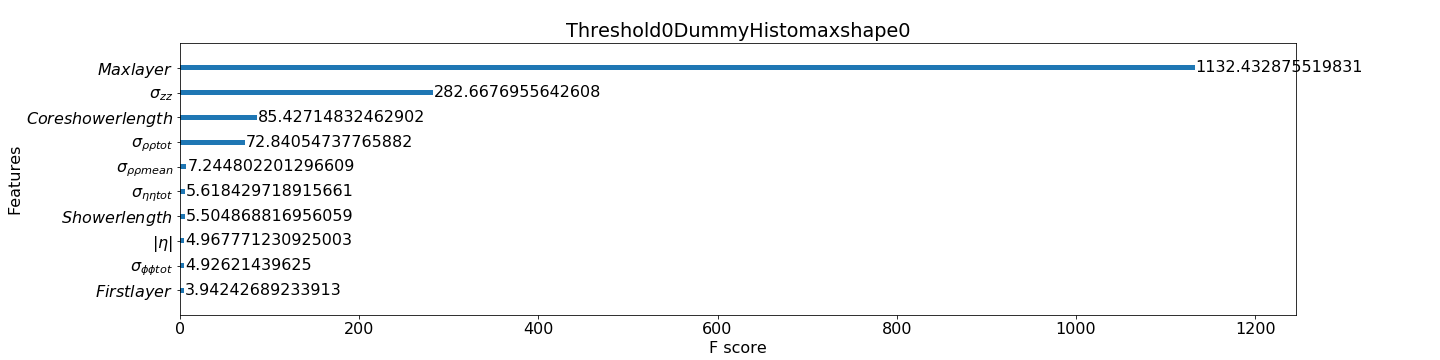 Threshold0DummyHistomaxshape0
Features
Maxlayer 1132.432875519831
σzz 282.6676955642608
Coreshowerlength 85.42714832462902
σρρtot 72.84054737765882
σρρmean 7.244802201296609
σηηtot 5.618429718915661
Showerlength 5.504868816956059
|η| 4.967771230925003
σϕϕtot 4.92621439625
Firstlayer 3.94242689233913
0 200 400 600 800 1000 1200
F score